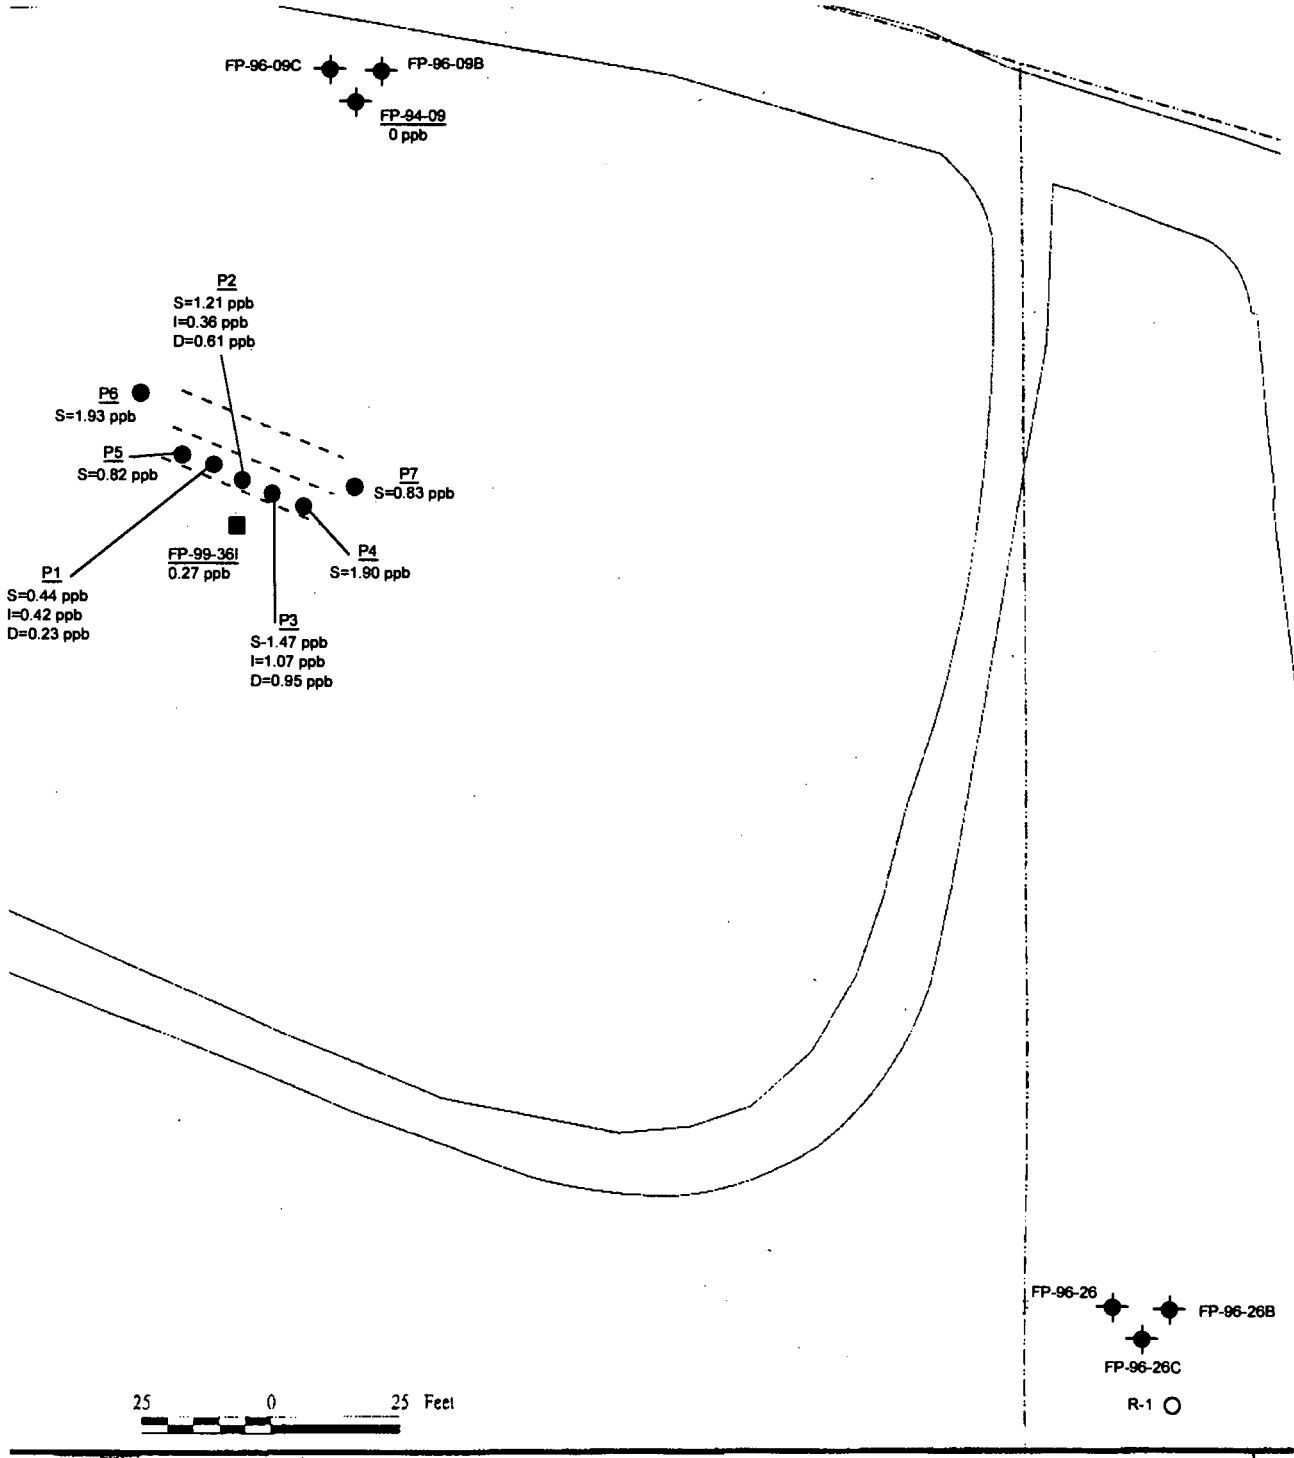 FP-96-09C
FP-96-09B
FP-94-09
0 ppb
P2
S=1.21 ppb
I=0.36 ppb
D=0.61 ppb
P6
S=1.93 ppb
P5
S=0.82 ppb
P7
S=0.83 ppb
FP-99-36I
0.27 ppb
P4
S=1.90 ppb
P1
S=0.44 ppb
I=0.42 ppb
D=0.23 ppb
P3
S-1.47 ppb
I=1.07 ppb
D=0.95 ppb
FP-96-26
FP-96-26B
FP-96-26C
R-1
25 0 25 Feet